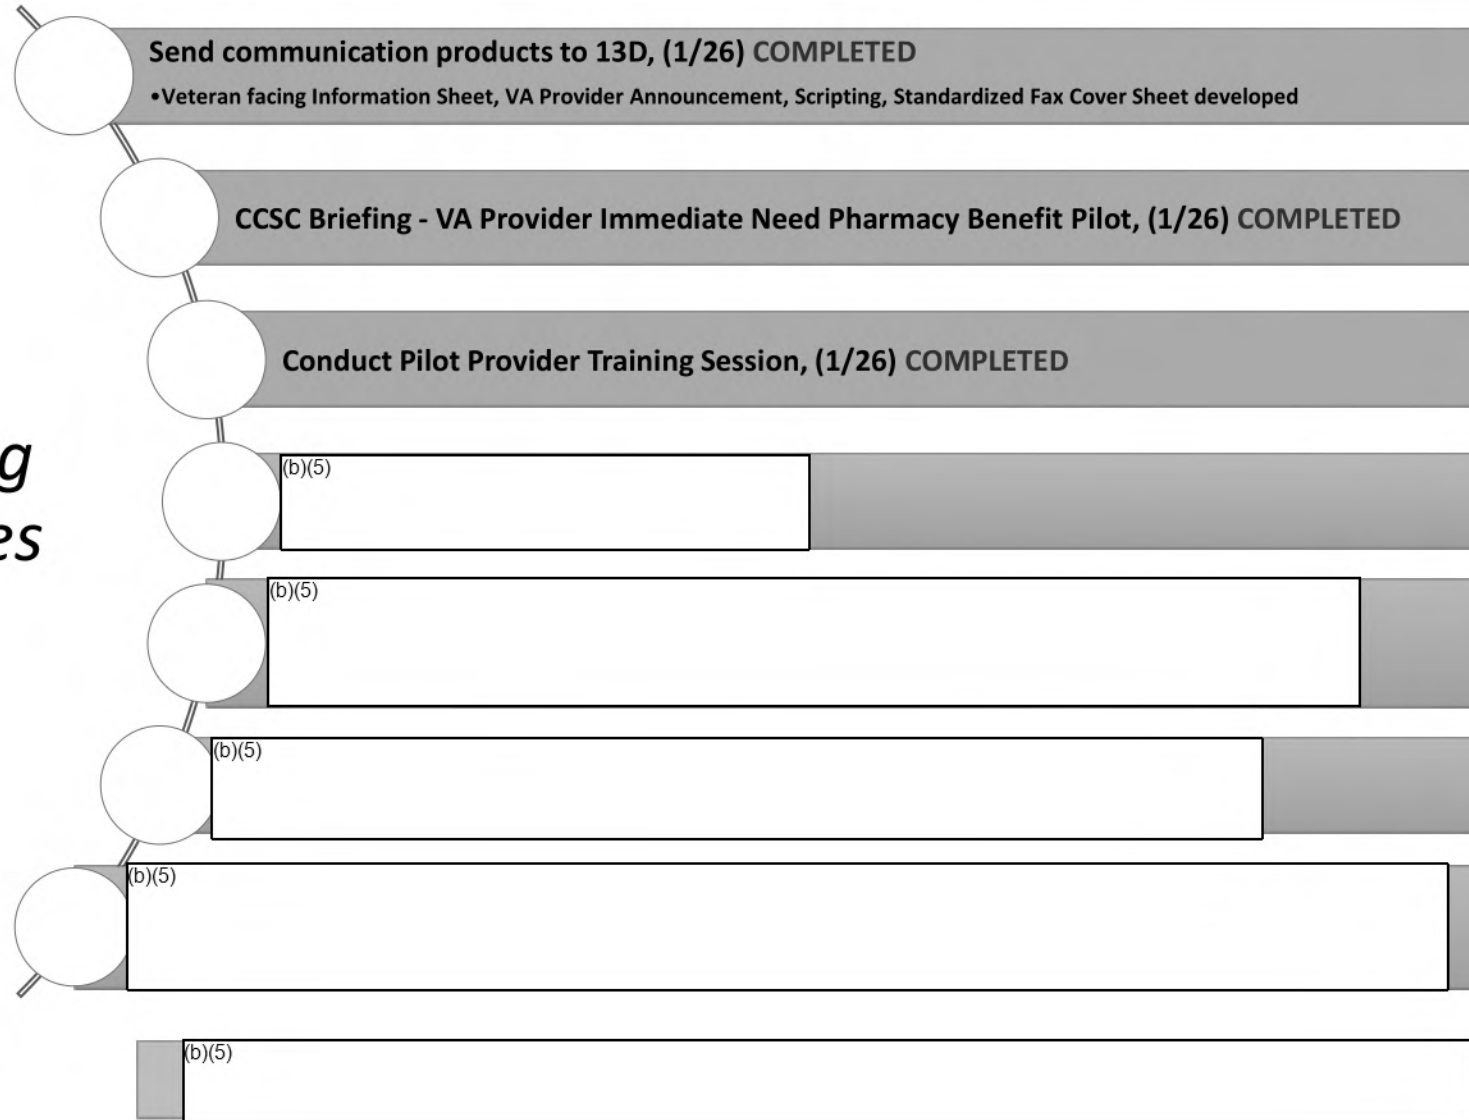 Send communication products to 13D, (1/26) COMPLETED
•Veteran facing Information Sheet, VA Provider Announcement, Scripting, Standardized Fax Cover Sheet developed
CCSC Briefing - VA Provider Immediate Need Pharmacy Benefit Pilot, (1/26) COMPLETED
Conduct Pilot Provider Training Session, (1/26) COMPLETED
(b)(5)
(b)(5)
(b)(5)
(b)(5)
(b)(5)